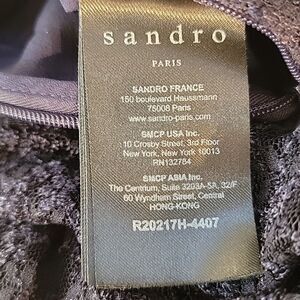 sandro
PARIS
SANDRO FRANCE
150 boulevard Haussmann
75008 Paris
www.sandro-paris.com
SMCP USA Inc.
10 Crosby Street, 3rd Floor
New York, New York 10013
RN132784
SMCP ASIA Inc.
The Centrium, Suite 3203A-5A, 32/F
60 Wyndham Street, Central
HONG-KONG
R20217H-4407